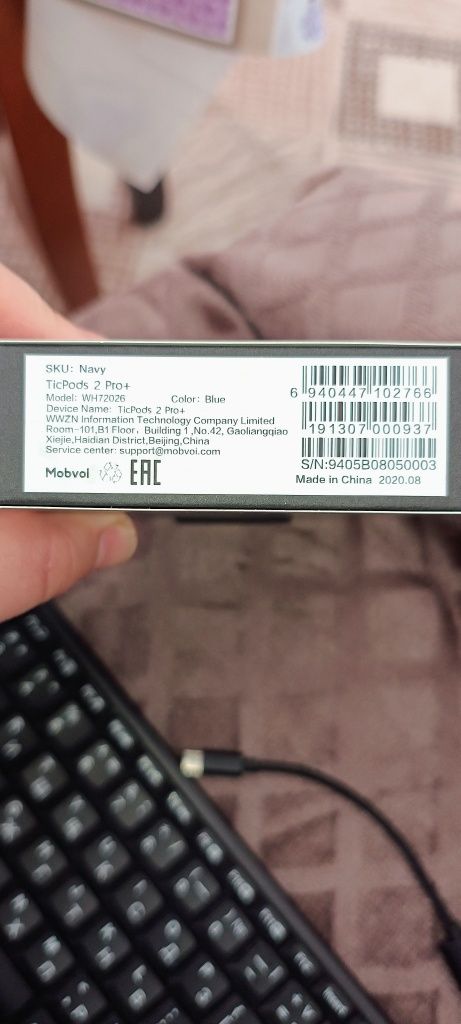 SKU: Navy
TicPods 2 Pro+
Model: WH72026 Color: Blue
Device Name: TicPods 2 Pro+
WWZN Information Technology Company Limited
Room-101,B1 Floor, Building 1,No.42, Gaoliangqiao
Xiejie,Haidian District,Beijing,China
Service center: support@mobvoi.com
Mobvoi EAC
6 940447 102766
191307 000937
S/N:9405B08050003
Made in China 2020.08